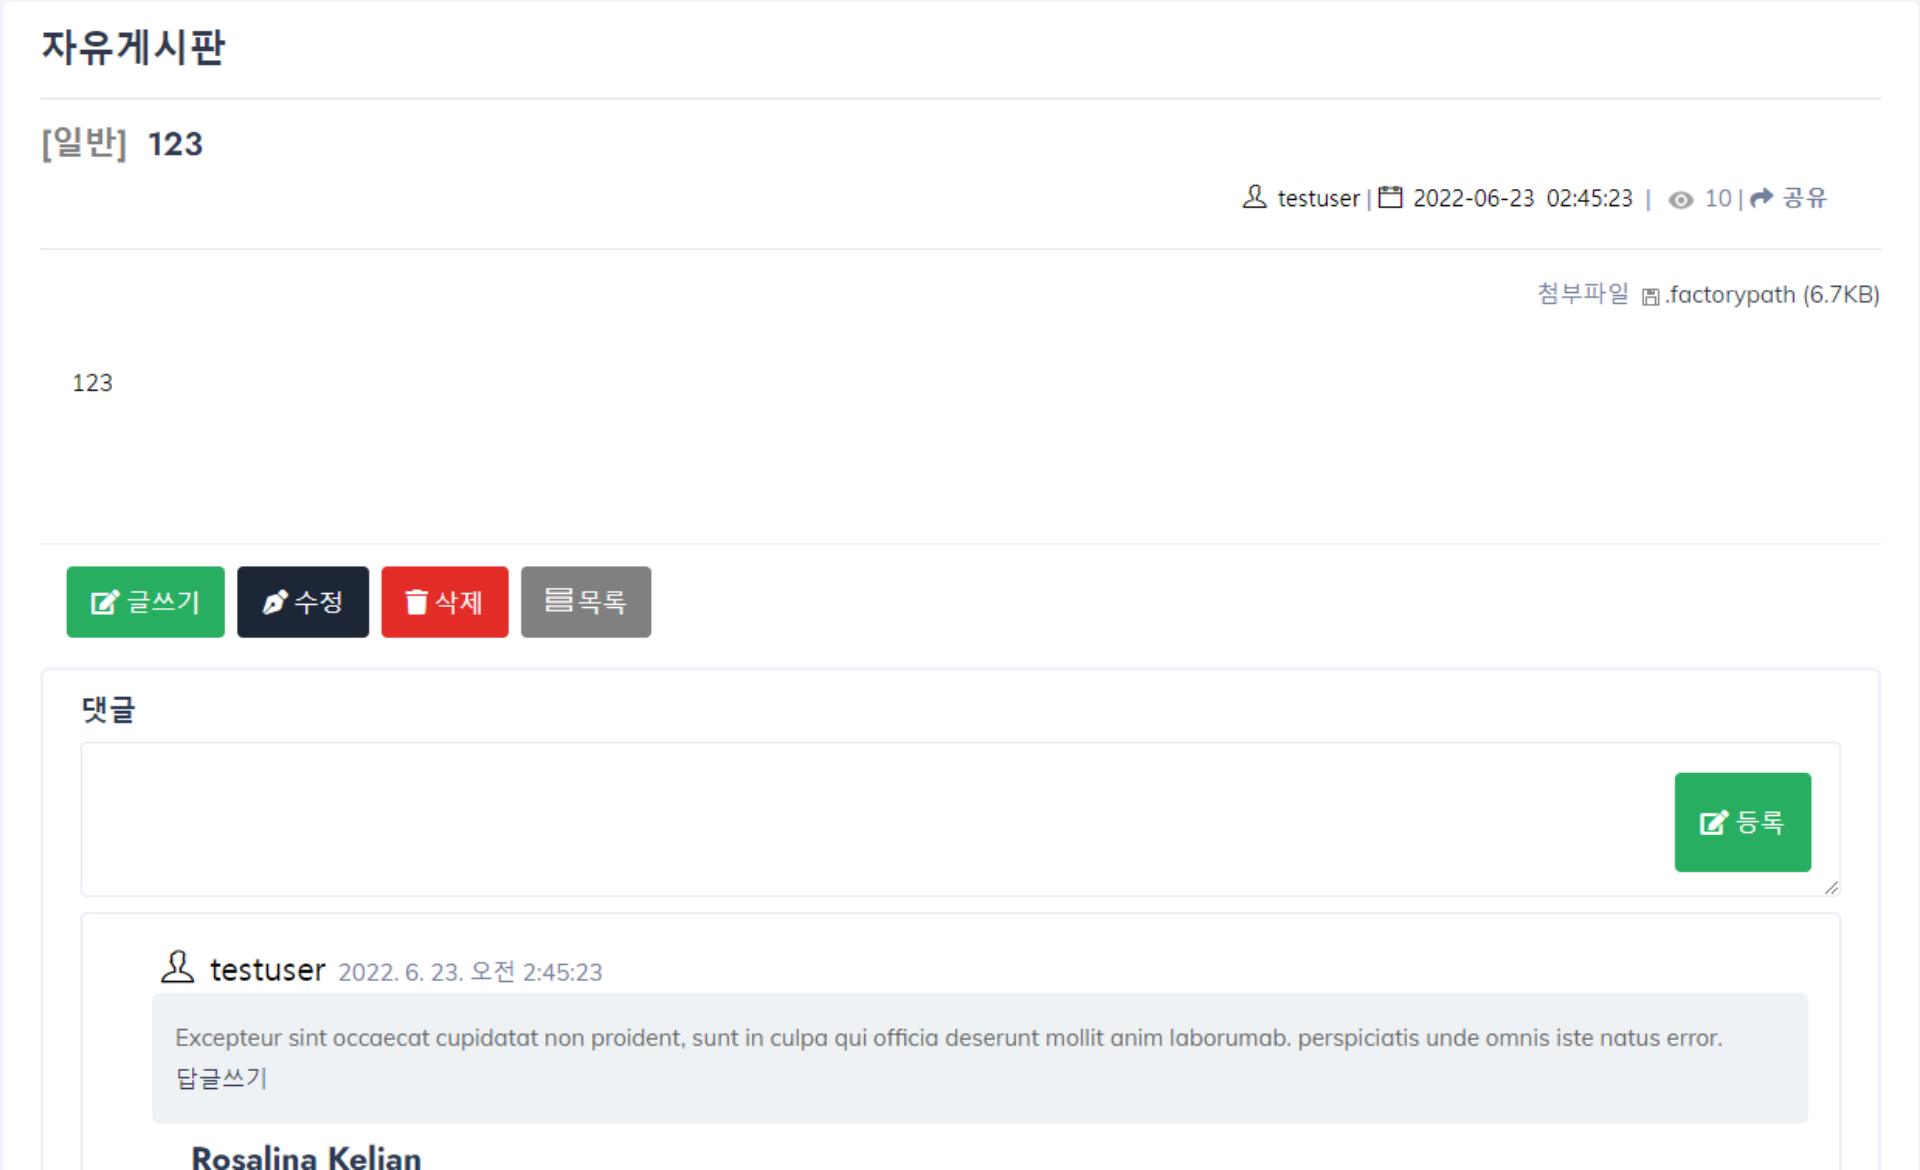 자유게시판
[일반] 123
testuser | 2022-06-23 02:45:23 | 10 | 공유
첨부파일 .factorypath (6.7KB)
123
글쓰기 수정 삭제 목록
댓글
등록
testuser 2022. 6. 23. 오전 2:45:23
Excepteur sint occaecat cupidatat non proident, sunt in culpa qui officia deserunt mollit anim laborumab. perspiciatis unde omnis iste natus error.
답글쓰기
Rosalina Kelian